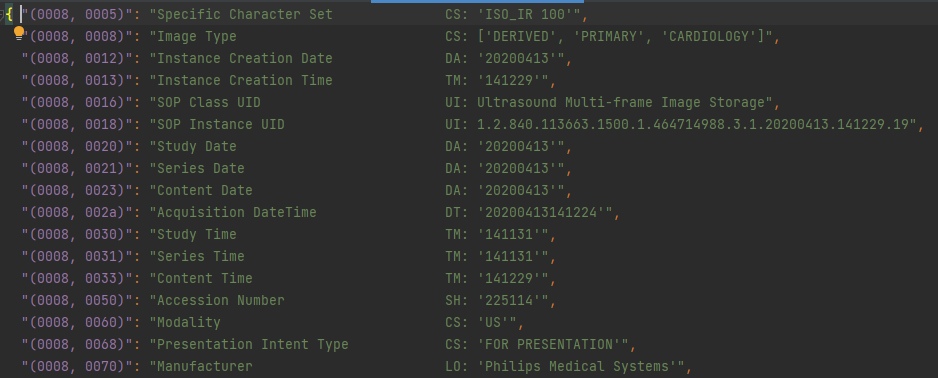 { "(0008, 0005)": "Specific Character Set CS: 'ISO_IR 100'",
"(0008, 0008)": "Image Type CS: ['DERIVED', 'PRIMARY', 'CARDIOLOGY']",
"(0008, 0012)": "Instance Creation Date DA: '20200413'",
"(0008, 0013)": "Instance Creation Time TM: '141229'",
"(0008, 0016)": "SOP Class UID UI: Ultrasound Multi-frame Image Storage",
"(0008, 0018)": "SOP Instance UID UI: 1.2.840.113663.1500.1.464714988.3.1.20200413.141229.19",
"(0008, 0020)": "Study Date DA: '20200413'",
"(0008, 0021)": "Series Date DA: '20200413'",
"(0008, 0023)": "Content Date DA: '20200413'",
"(0008, 002a)": "Acquisition DateTime DT: '20200413141224'",
"(0008, 0030)": "Study Time TM: '141131'",
"(0008, 0031)": "Series Time TM: '141131'",
"(0008, 0033)": "Content Time TM: '141229'",
"(0008, 0050)": "Accession Number SH: '225114'",
"(0008, 0060)": "Modality CS: 'US'",
"(0008, 0068)": "Presentation Intent Type CS: 'FOR PRESENTATION'",
"(0008, 0070)": "Manufacturer LO: 'Philips Medical Systems'",